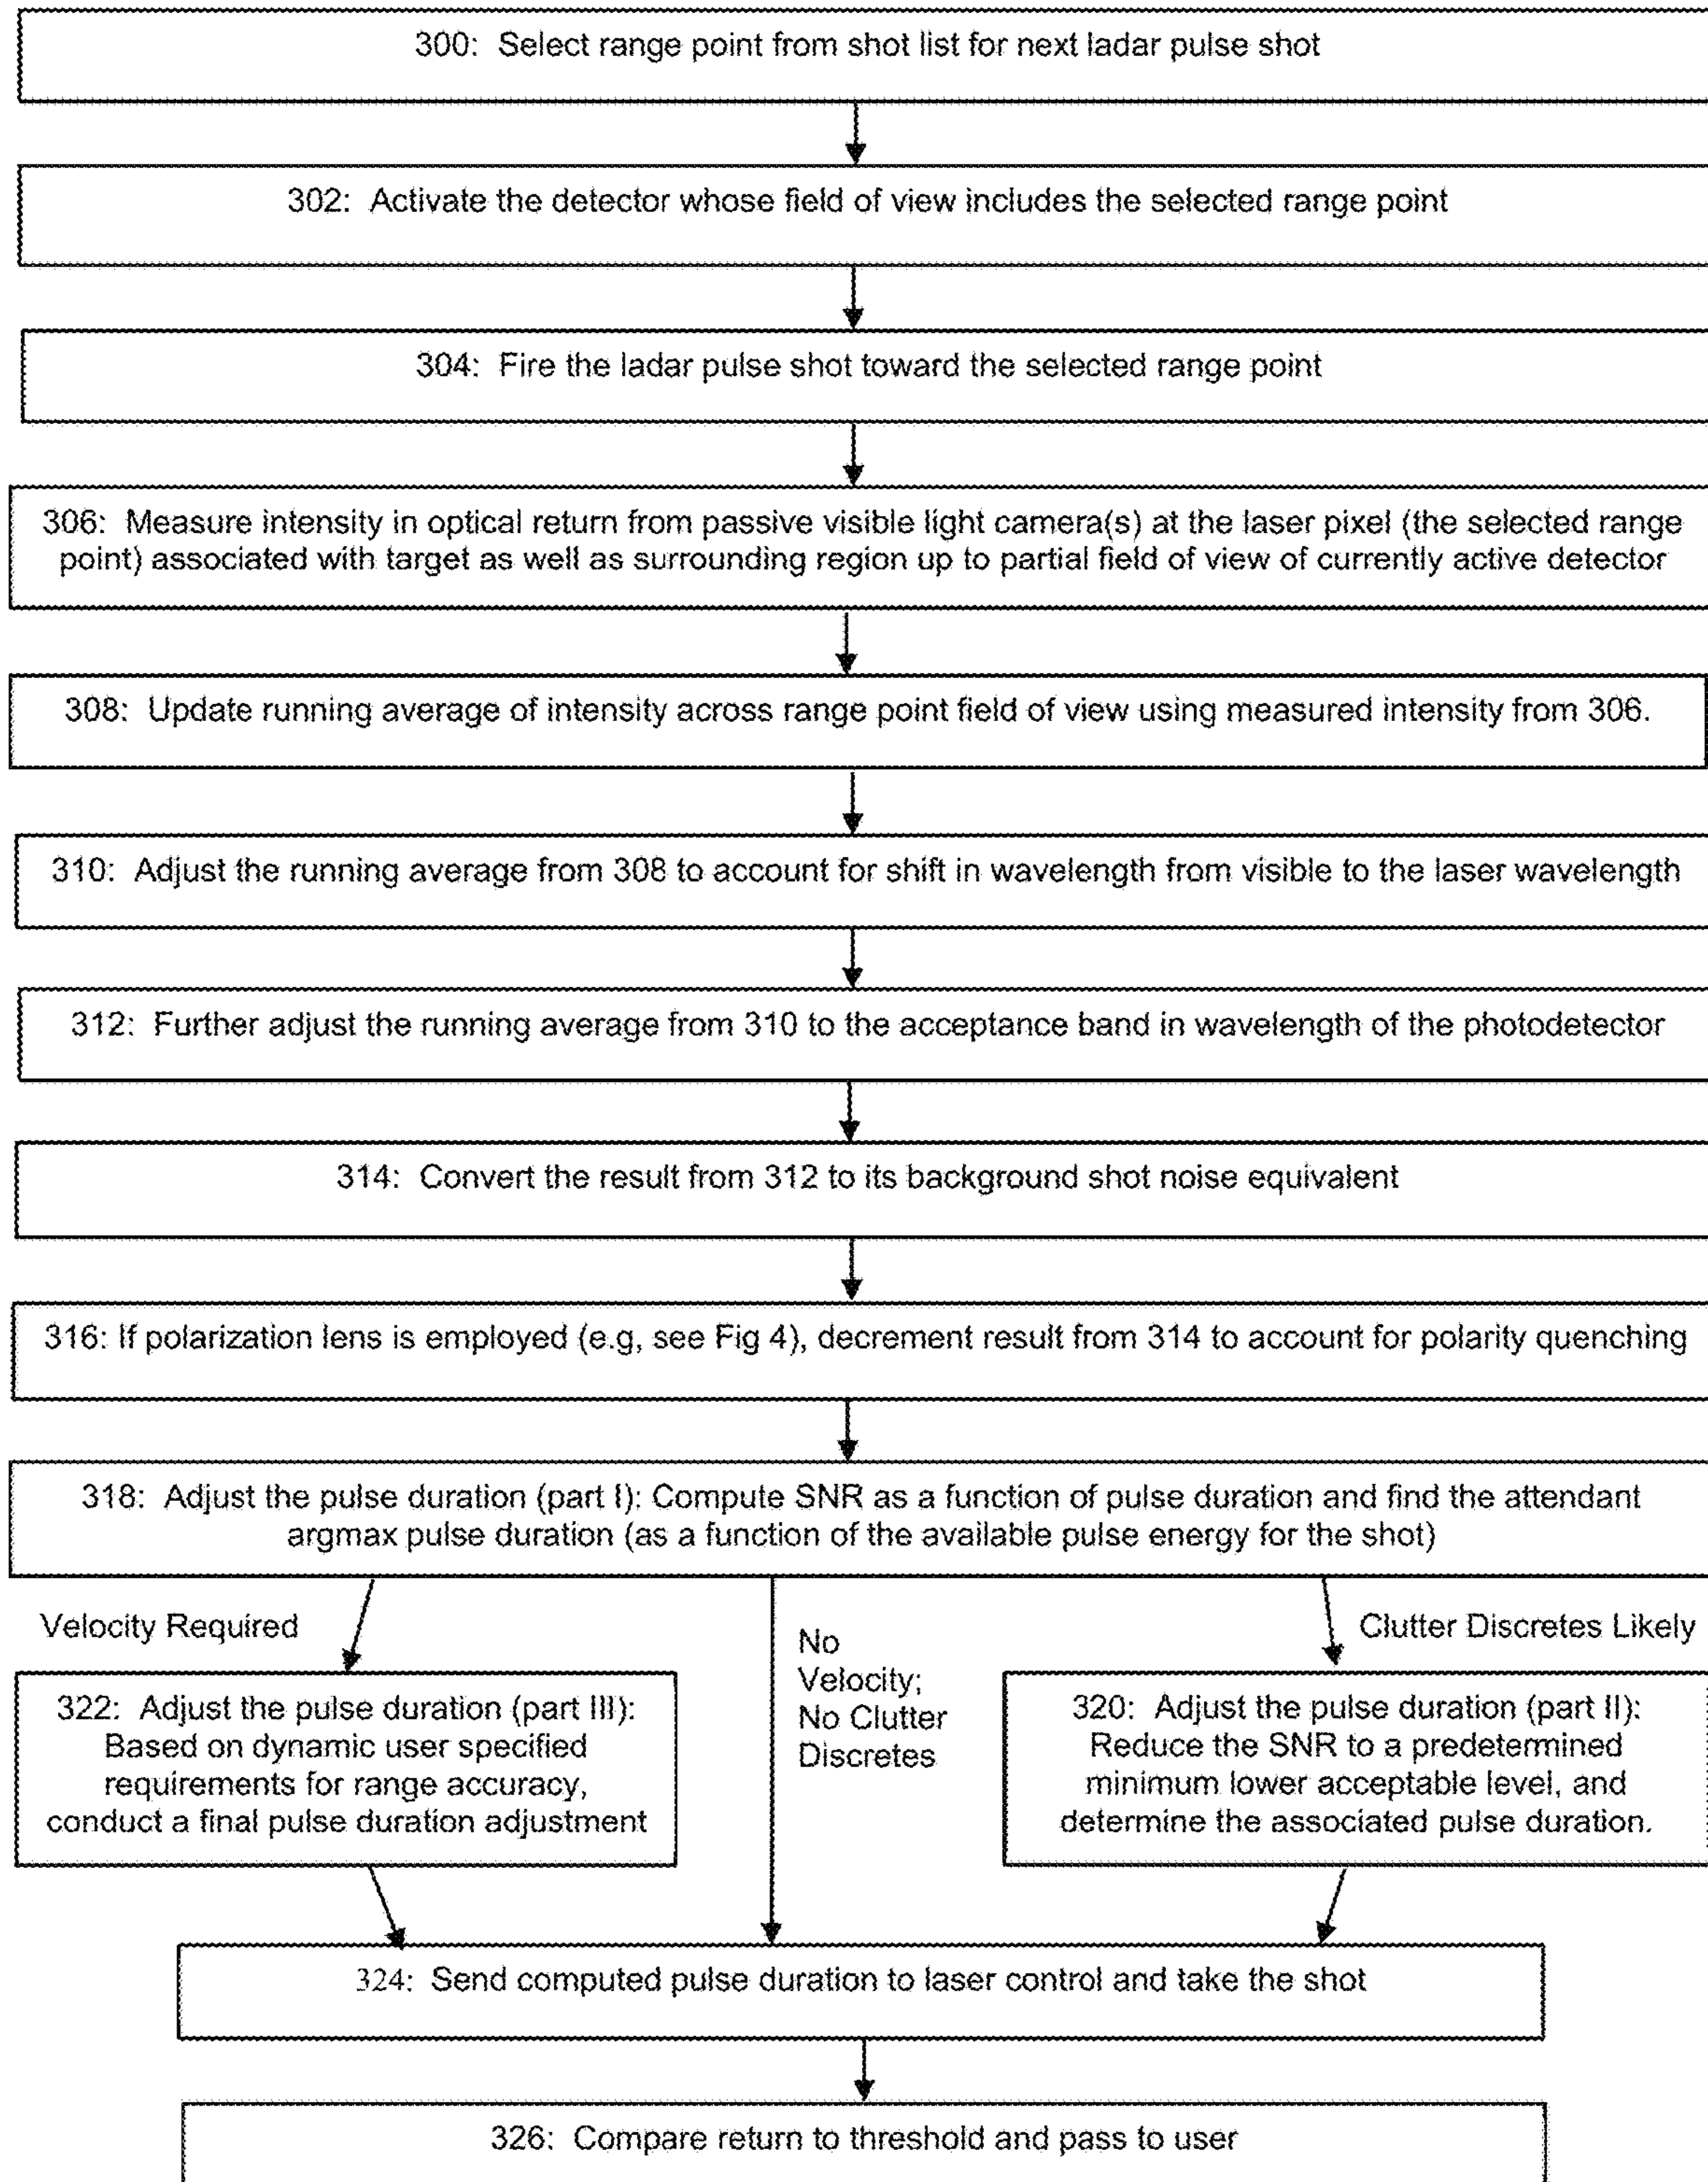 300: Select range point from shot list for next ladar pulse shot
302: Activate the detector whose field of view includes the selected range point
304: Fire the ladar pulse shot toward the selected range point
306: Measure intensity in optical return from passive visible light camera(s) at the laser pixel (the selected range
point) associated with target as well as surrounding region up to partial field of view of currently active detector
308: Update running average of intensity across range point field of view using measured intensity from 306.
310: Adjust the running average from 308 to account for shift in wavelength from visible to the laser wavelength
312: Further adjust the running average from 310 to the acceptance band in wavelength of the photodetector
314: Convert the result from 312 to its background shot noise equivalent
316: If polarization lens is employed (e.g, see Fig 4), decrement result from 314 to account for polarity quenching
318: Adjust the pulse duration (part I): Compute SNR as a function of pulse duration and find the attendant
argmax pulse duration (as a function of the available pulse energy for the shot)
Velocity Required
No
Velocity;
No Clutter
Discretes
Clutter Discretes Likely
322: Adjust the pulse duration (part III):
Based on dynamic user specified
requirements for range accuracy,
conduct a final pulse duration adjustment
320: Adjust the pulse duration (part II):
Reduce the SNR to a predetermined
minimum lower acceptable level, and
determine the associated pulse duration.
324: Send computed pulse duration to laser control and take the shot
326: Compare return to threshold and pass to user